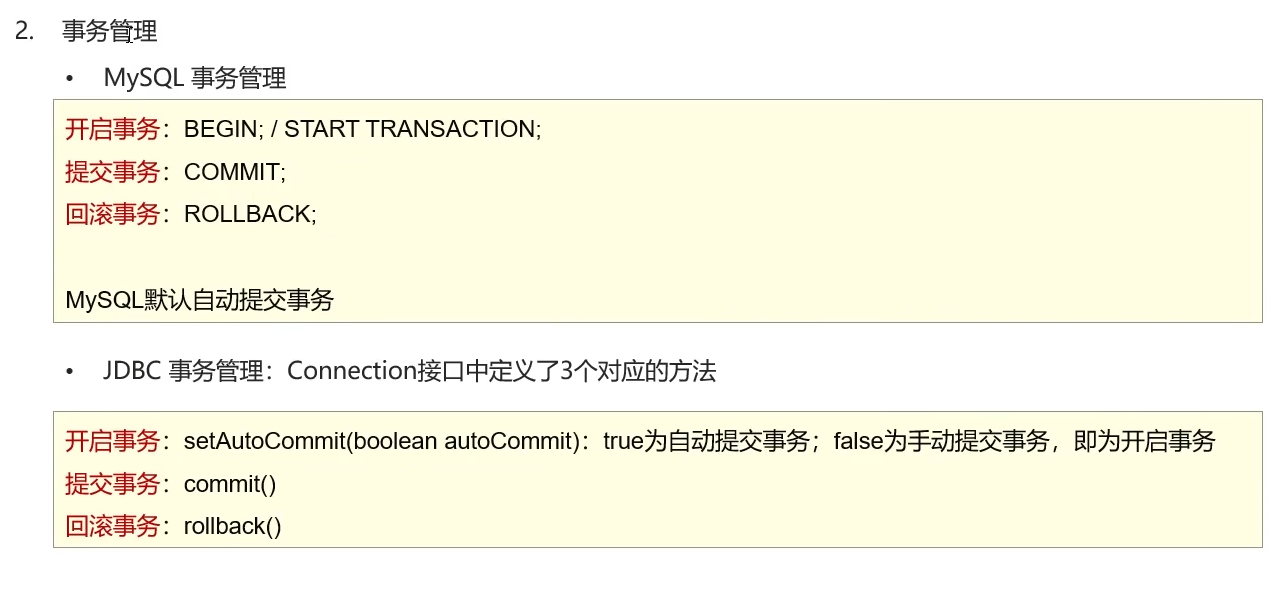 2. 事务管理
• MySQL 事务管理
开启事务：BEGIN; / START TRANSACTION;
提交事务：COMMIT;
回滚事务：ROLLBACK;
MySQL默认自动提交事务
• JDBC 事务管理：Connection接口中定义了3个对应的方法
开启事务：setAutoCommit(boolean autoCommit)：true为自动提交事务；false为手动提交事务，即为开启事务
提交事务：commit()
回滚事务：rollback()